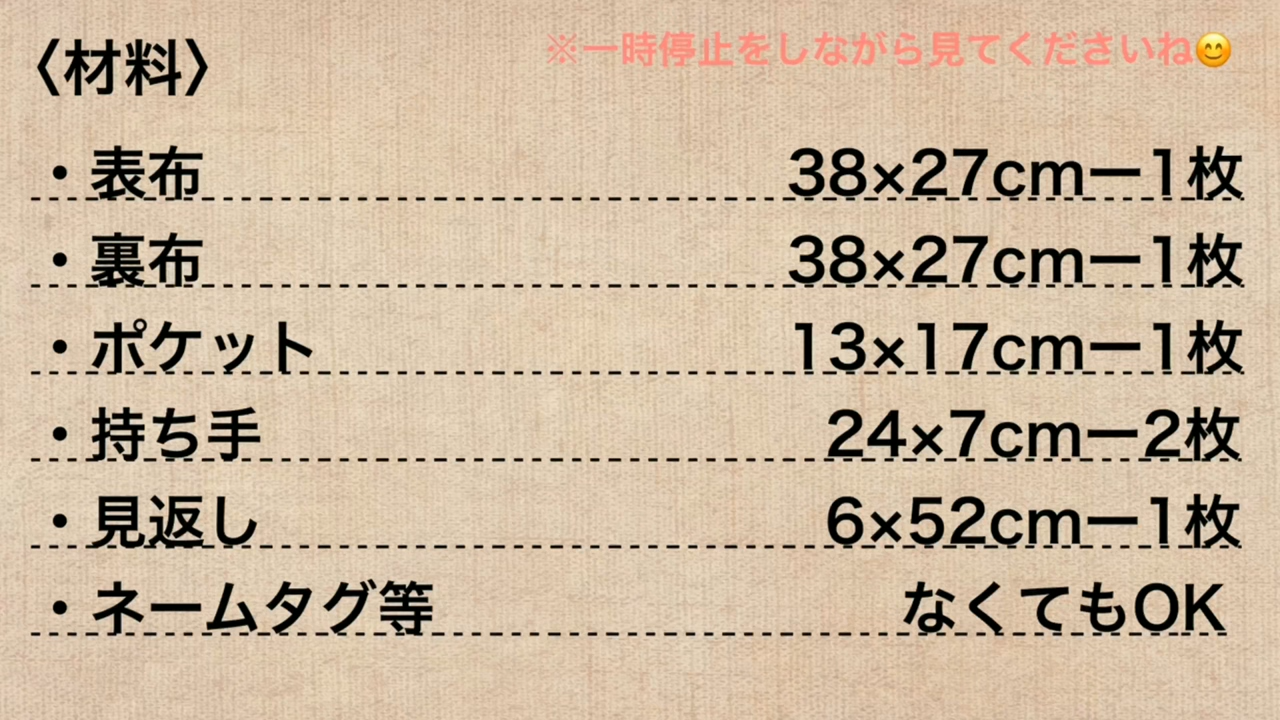 〈材料〉
※一時停止をしながら見てくださいね😊
・表布 38×27cmー1枚
・裏布 38×27cmー1枚
・ポケット 13×17cmー1枚
・持ち手 24×7cmー2枚
・見返し 6×52cmー1枚
・ネームタグ等 なくてもOK